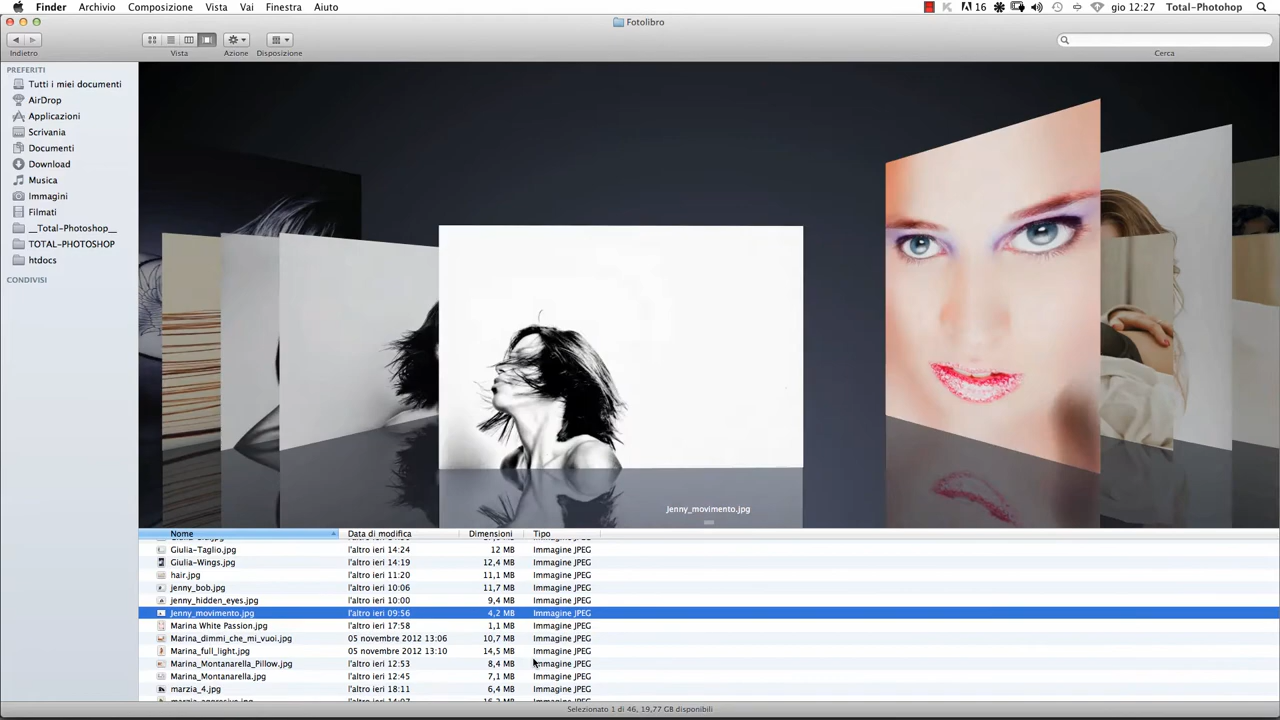 Finder Archivio Composizione Vista Vai Finestra Aiuto 16 gio 12:27 Total-Photohop
Fotolibro
Indietro Vista Azione Disposizione Cerca
PREFERITI
Tutti i miei documenti
AirDrop
Applicazioni
Scrivania
Documenti
Download
Musica
Immagini
Filmati
__Total-Photoshop__
TOTAL-PHOTOSHOP
htdocs
CONDIVISI
Jenny_movimento.jpg
Nome Data di modifica Dimensioni Tipo
Giulia-Taglio.jpg l'altro ieri 14:24 12 MB Immagine JPEG
Giulia-Wings.jpg l'altro ieri 14:19 12,4 MB Immagine JPEG
hair.jpg l'altro ieri 11:20 11,1 MB Immagine JPEG
jenny_bob.jpg l'altro ieri 10:06 11,7 MB Immagine JPEG
jenny_hidden_eyes.jpg l'altro ieri 10:00 9,4 MB Immagine JPEG
Jenny_movimento.jpg l'altro ieri 09:56 4,2 MB Immagine JPEG
Marina White Passion.jpg l'altro ieri 17:58 1,1 MB Immagine JPEG
Marina_dimmi_che_mi_vuoi.jpg 05 novembre 2012 13:06 10,7 MB Immagine JPEG
Marina_full_light.jpg 05 novembre 2012 13:10 14,5 MB Immagine JPEG
Marina_Montanarella_Pillow.jpg l'altro ieri 12:53 8,4 MB Immagine JPEG
Marina_Montanarella.jpg l'altro ieri 12:45 7,1 MB Immagine JPEG
marzia_4.jpg l'altro ieri 18:11 6,4 MB Immagine JPEG
Selezionato 1 di 46, 19,77 GB disponibili